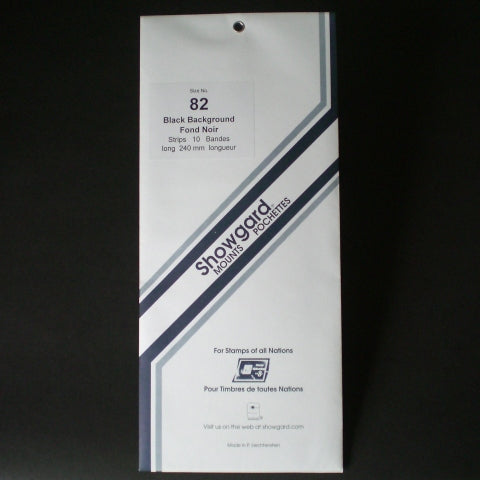 Size No.
82
Black Background
Fond Noir
Strips 10 Bandes
long 240 mm longueur
Showgard®
MOUNTS POCHETTES
For Stamps of all Nations
Pour Timbres de toutes Nations
Visit us on the web at showgard.com
Made in P. Liechtenstein